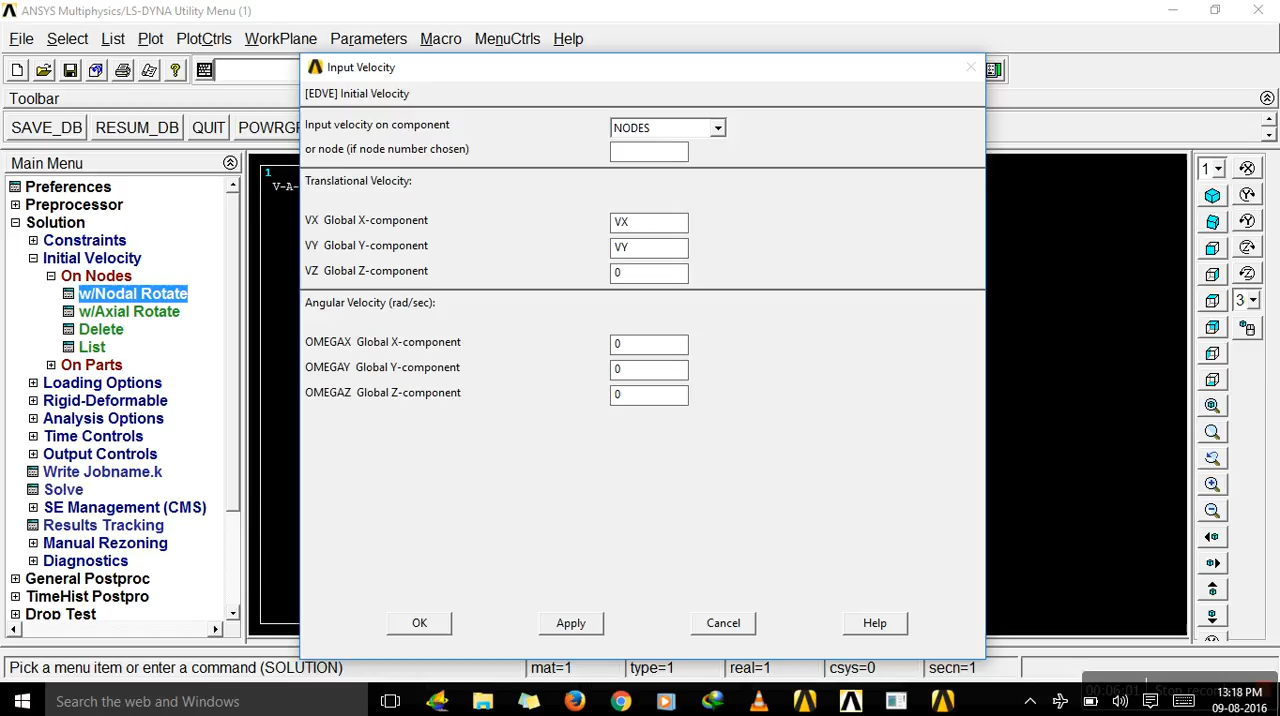 ANSYS Multiphysics/LS-DYNA Utility Menu (1)
File Select List Plot PlotCtrls WorkPlane Parameters Macro MenuCtrls Help
Input Velocity
Toolbar
[EDVE] Initial Velocity
SAVE_DB RESUM_DB QUIT POWRG
Input velocity on component NODES
or node (if node number chosen)
Main Menu
1
V-A-
1
3
Preferences
Preprocessor
Solution
Constraints
Initial Velocity
On Nodes
w/Nodal Rotate
w/Axial Rotate
Delete
List
On Parts
Loading Options
Rigid-Deformable
Analysis Options
Time Controls
Output Controls
Write Jobname.k
Solve
SE Management (CMS)
Results Tracking
Manual Rezoning
Diagnostics
General Postproc
TimeHist Postpro
Drop Test
Translational Velocity:
VX Global X-component VX
VY Global Y-component VY
VZ Global Z-component 0
Angular Velocity (rad/sec):
OMEGAX Global X-component 0
OMEGAY Global Y-component 0
OMEGAZ Global Z-component 0
OK Apply Cancel Help
Pick a menu item or enter a command (SOLUTION) mat=1 type=1 real=1 csys=0 secn=1
Search the web and Windows
00:06:01 Stop recor
13:18 PM
09-08-2016